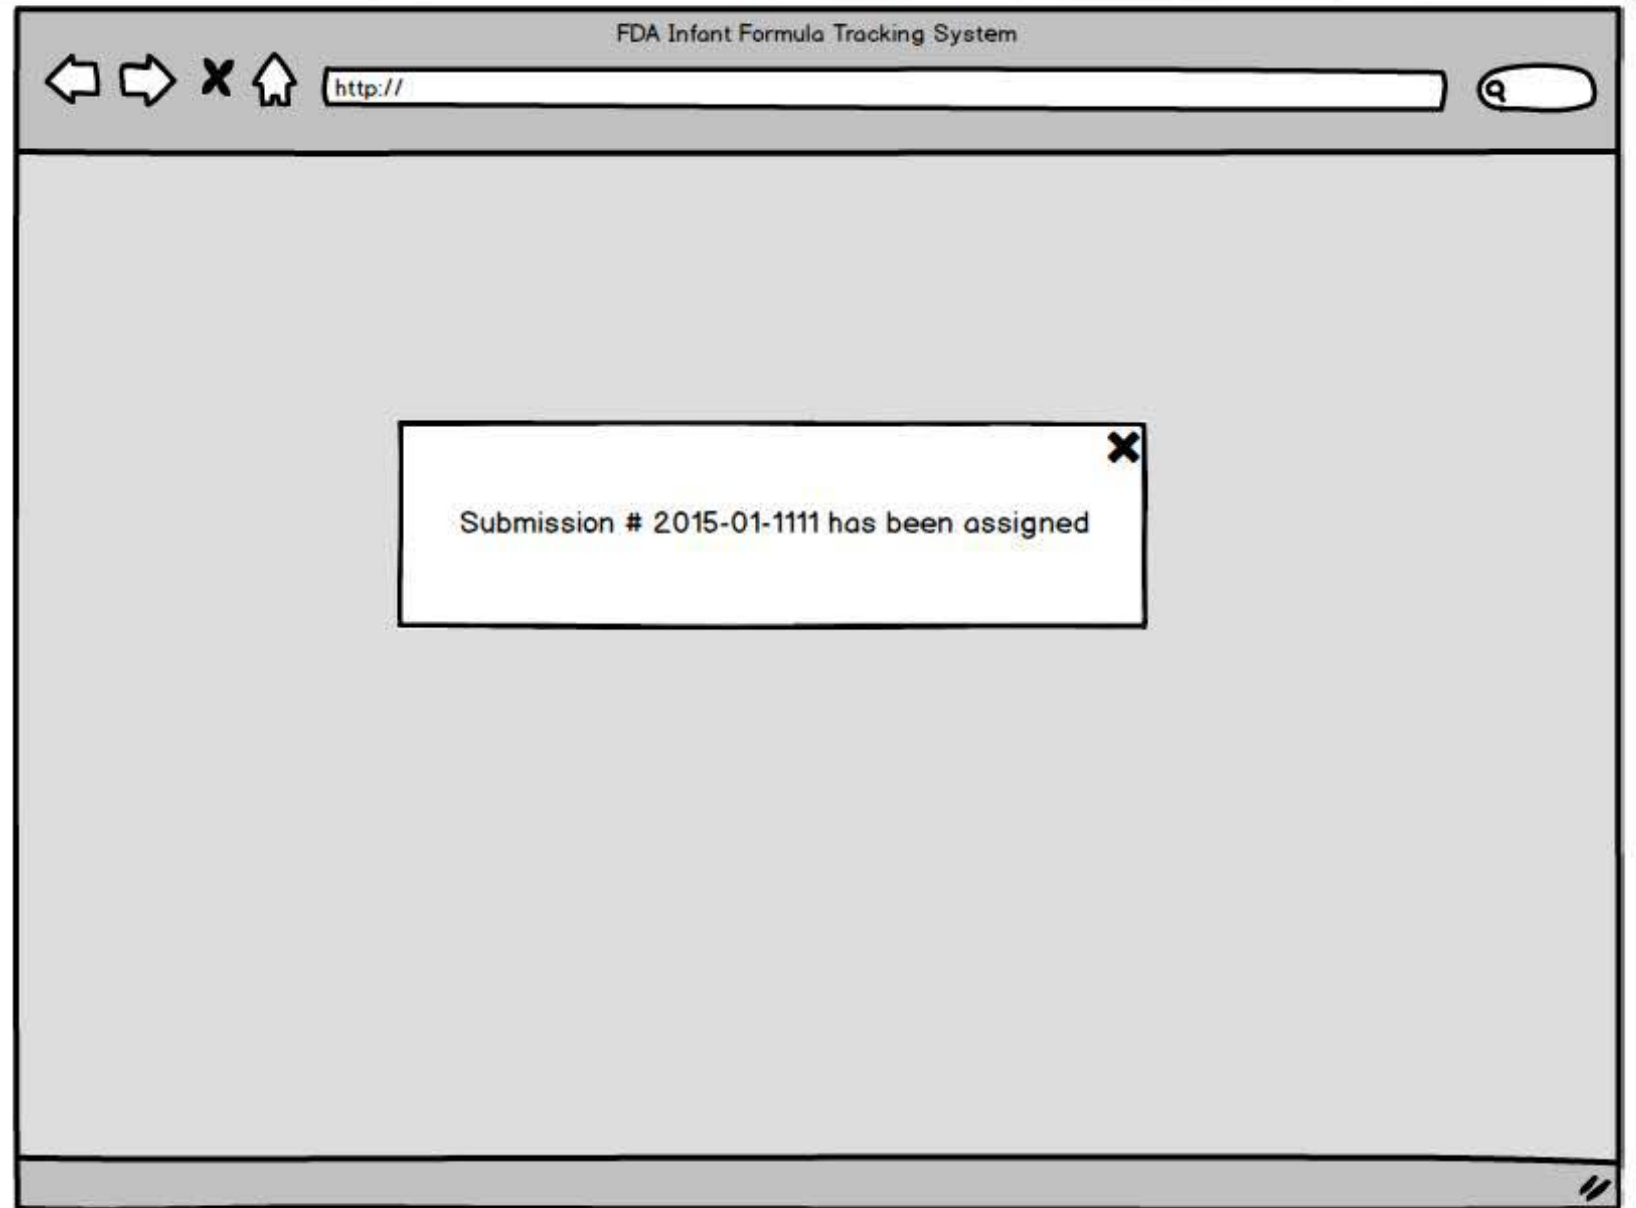 FDA Infant Formula Tracking System
http://
Submission # 2015-01-1111 has been assigned